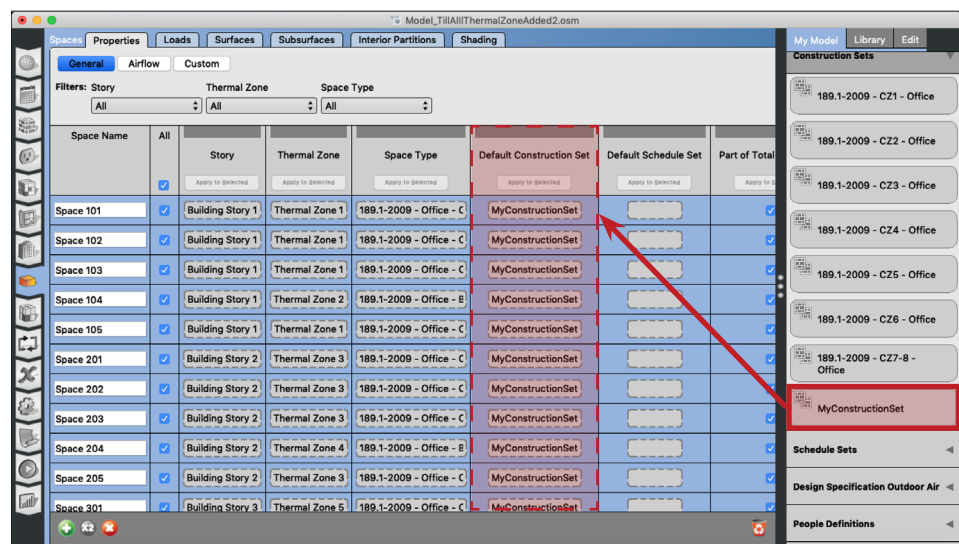 Model_TillAllThermalZoneAdded2.osm
Spaces Properties Loads Surfaces Subsurfaces Interior Partitions Shading
My Model Library Edit
General Airflow Custom
Filters: Story Thermal Zone Space Type
All All All
Space Name All Story Thermal Zone Space Type Default Construction Set Default Schedule Set Part of Total
Apply to Selected Apply to Selected Apply to Selected Apply to Selected Apply to Selected Apply to S
Space 101 Building Story 1 Thermal Zone 1 189.1-2009 - Office - C MyConstructionSet
Space 102 Building Story 1 Thermal Zone 1 189.1-2009 - Office - C MyConstructionSet
Space 103 Building Story 1 Thermal Zone 1 189.1-2009 - Office - C MyConstructionSet
Space 104 Building Story 1 Thermal Zone 2 189.1-2009 - Office - B MyConstructionSet
Space 105 Building Story 1 Thermal Zone 1 189.1-2009 - Office - C MyConstructionSet
Space 201 Building Story 2 Thermal Zone 3 189.1-2009 - Office - C MyConstructionSet
Space 202 Building Story 2 Thermal Zone 3 189.1-2009 - Office - C MyConstructionSet
Space 203 Building Story 2 Thermal Zone 3 189.1-2009 - Office - C MyConstructionSet
Space 204 Building Story 2 Thermal Zone 4 189.1-2009 - Office - B MyConstructionSet
Space 205 Building Story 2 Thermal Zone 3 189.1-2009 - Office - C MyConstructionSet
Space 301 Building Story 3 Thermal Zone 5 189.1-2009 - Office - C MyConstructionSet
x2
Construction Sets
189.1-2009 - CZ1 - Office
189.1-2009 - CZ2 - Office
189.1-2009 - CZ3 - Office
189.1-2009 - CZ4 - Office
189.1-2009 - CZ5 - Office
189.1-2009 - CZ6 - Office
189.1-2009 - CZ7-8 -
Office
MyConstructionSet
Schedule Sets
Design Specification Outdoor Air
People Definitions